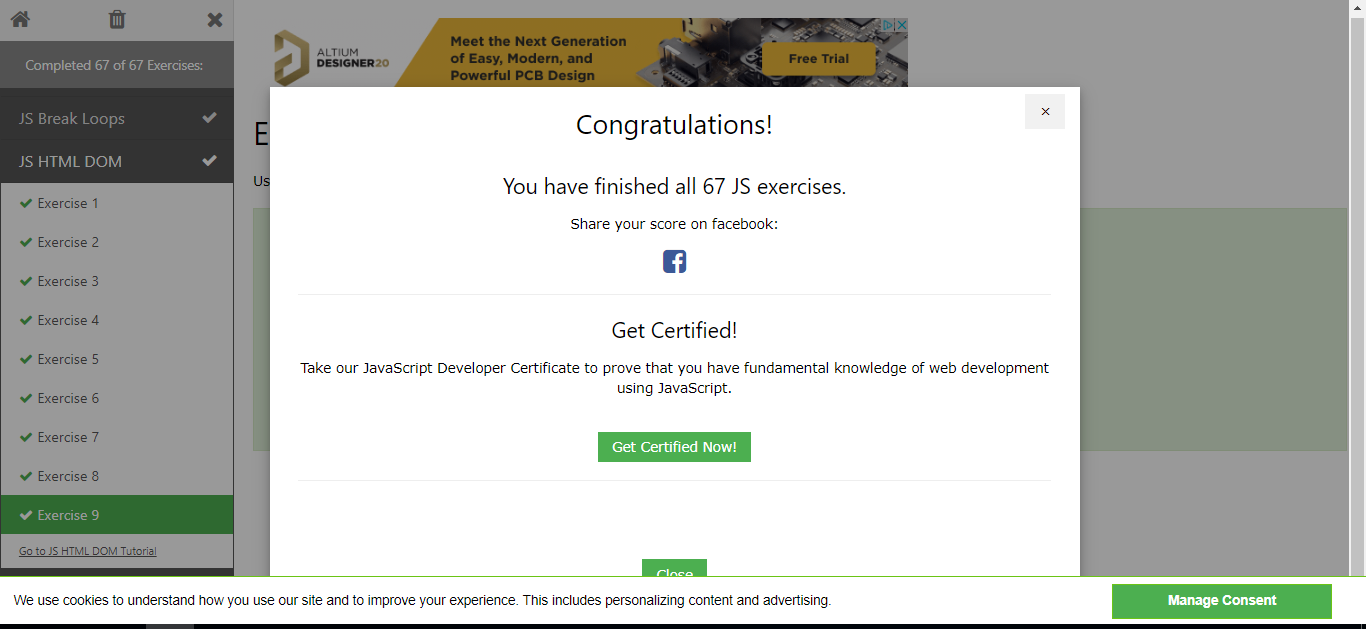 Completed 67 of 67 Exercises:
JS Break Loops
JS HTML DOM
Exercise 1
Exercise 2
Exercise 3
Exercise 4
Exercise 5
Exercise 6
Exercise 7
Exercise 8
Exercise 9
Go to JS HTML DOM Tutorial
ALTIUM
DESIGNER20
Meet the Next Generation
of Easy, Modern, and
Powerful PCB Design
Free Trial
E
Us
×
Congratulations!
You have finished all 67 JS exercises.
Share your score on facebook:
Get Certified!
Take our JavaScript Developer Certificate to prove that you have fundamental knowledge of web development
using JavaScript.
Get Certified Now!
Close
We use cookies to understand how you use our site and to improve your experience. This includes personalizing content and advertising.
Manage Consent